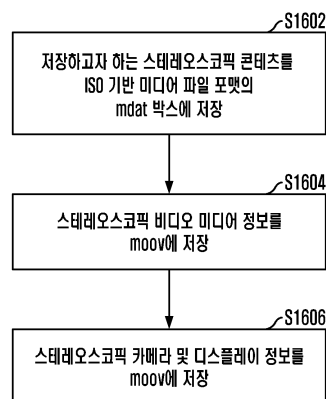 S1602
저장하고자 하는 스테레오스코픽 콘텐츠를
ISO 기반 미디어 파일 포맷의
mdat 박스에 저장
S1604
스테레오스코픽 비디오 미디어 정보를
moov에 저장
S1606
스테레오스코픽 카메라 및 디스플레이 정보를
moov에 저장